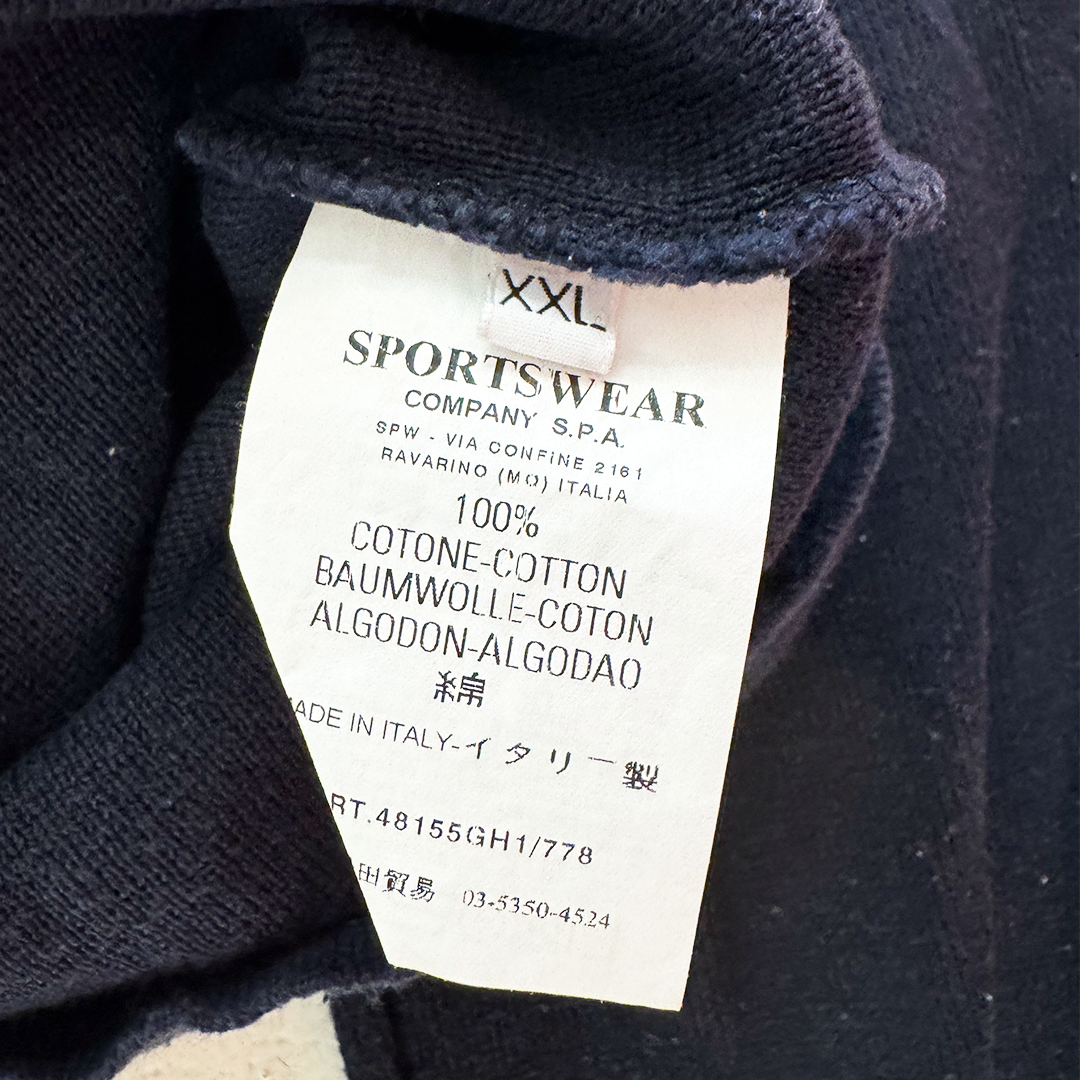 XXL
SPORTSWEAR
COMPANY S.P.A.
SPW - VIA CONFINE 2161
RAVARINO (MO) ITALIA
100%
COTONE-COTTON
BAUMWOLLE-COTON
ALGODON-ALGODAO
綿
ADE IN ITALY-イタリー製
RT.48155GH1/778
田貿易 03-5350-4524